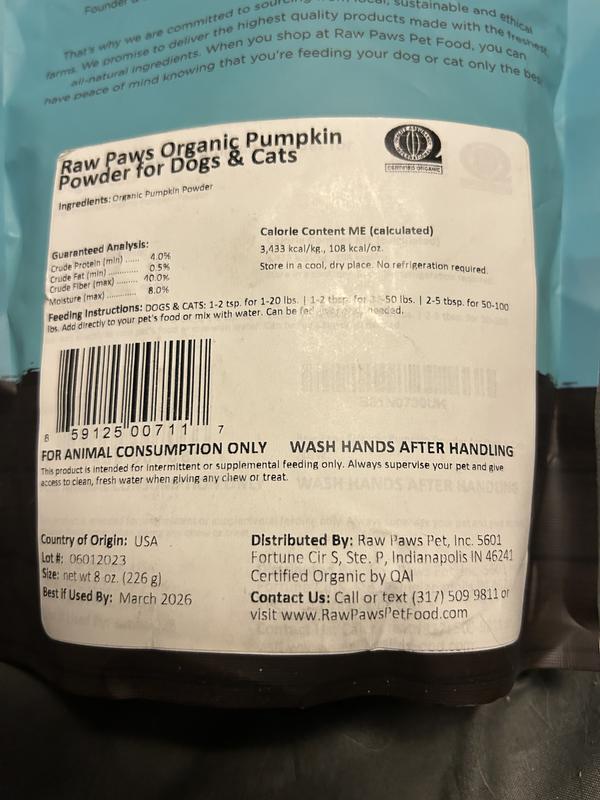 Founder
That's why we are committed to sourcing from local, sustainable and ethical
farms. We promise to deliver the highest quality products made with the freshest,
all-natural ingredients. When you shop at Raw Paws Pet Food, you can
have peace of mind knowing that you're feeding your dog or cat only the best
Raw Paws Organic Pumpkin
Powder for Dogs & Cats
Ingredients: Organic Pumpkin Powder
CERTIFIED ORGANIC
Guaranteed Analysis:
Crude Protein (min) ...... 4.0%
Crude Fat (min) ........... 0.5%
Crude Fiber (max) ........ 40.0%
Moisture (max) ........... 8.0%
Calorie Content ME (calculated)
3,433 kcal/kg., 108 kcal/oz.
Store in a cool, dry place. No refrigeration required.
Feeding Instructions: DOGS & CATS: 1-2 tsp. for 1-20 lbs. | 1-2 tbsp. for -50 lbs. | 2-5 tbsp. for 50-100
lbs. Add directly to your pet's food or mix with water. Can be fed needed.
8 59125 00711 7
FOR ANIMAL CONSUMPTION ONLY WASH HANDS AFTER HANDLING
This product is intended for intermittent or supplemental feeding only. Always supervise your pet and give
access to clean, fresh water when giving any chew or treat.
Country of Origin: USA
Lot #: 06012023
Size: net wt 8 oz. (226 g)
Best if Used By: March 2026
Distributed By: Raw Paws Pet, Inc. 5601
Fortune Cir S, Ste. P, Indianapolis IN 46241
Certified Organic by QAI
Contact Us: Call or text (317) 509 9811 or
visit www.RawPawsPetFood.com